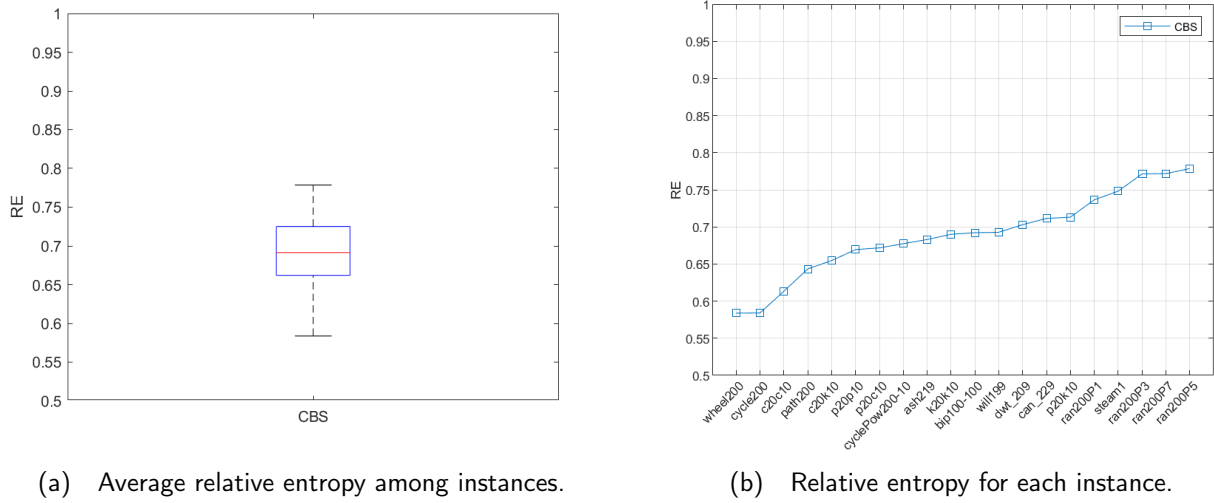 1
0.95
0.9
0.85
0.8
0.75
0.7
0.65
0.6
0.55
0.5
RE
CBS
(a) Average relative entropy among instances.
1
0.95
0.9
0.85
0.8
0.75
0.7
0.65
0.6
0.55
0.5
RE
CBS
wheel200
cycle200
c20c10
path200
c20k10
p20p10
p20c10
cyclePow200-10
ash219
k20k10
bip100-100
will199
dwt_209
can_229
p20k10
ran200P1
steam1
ran200P3
ran200P7
ran200P5
(b) Relative entropy for each instance.